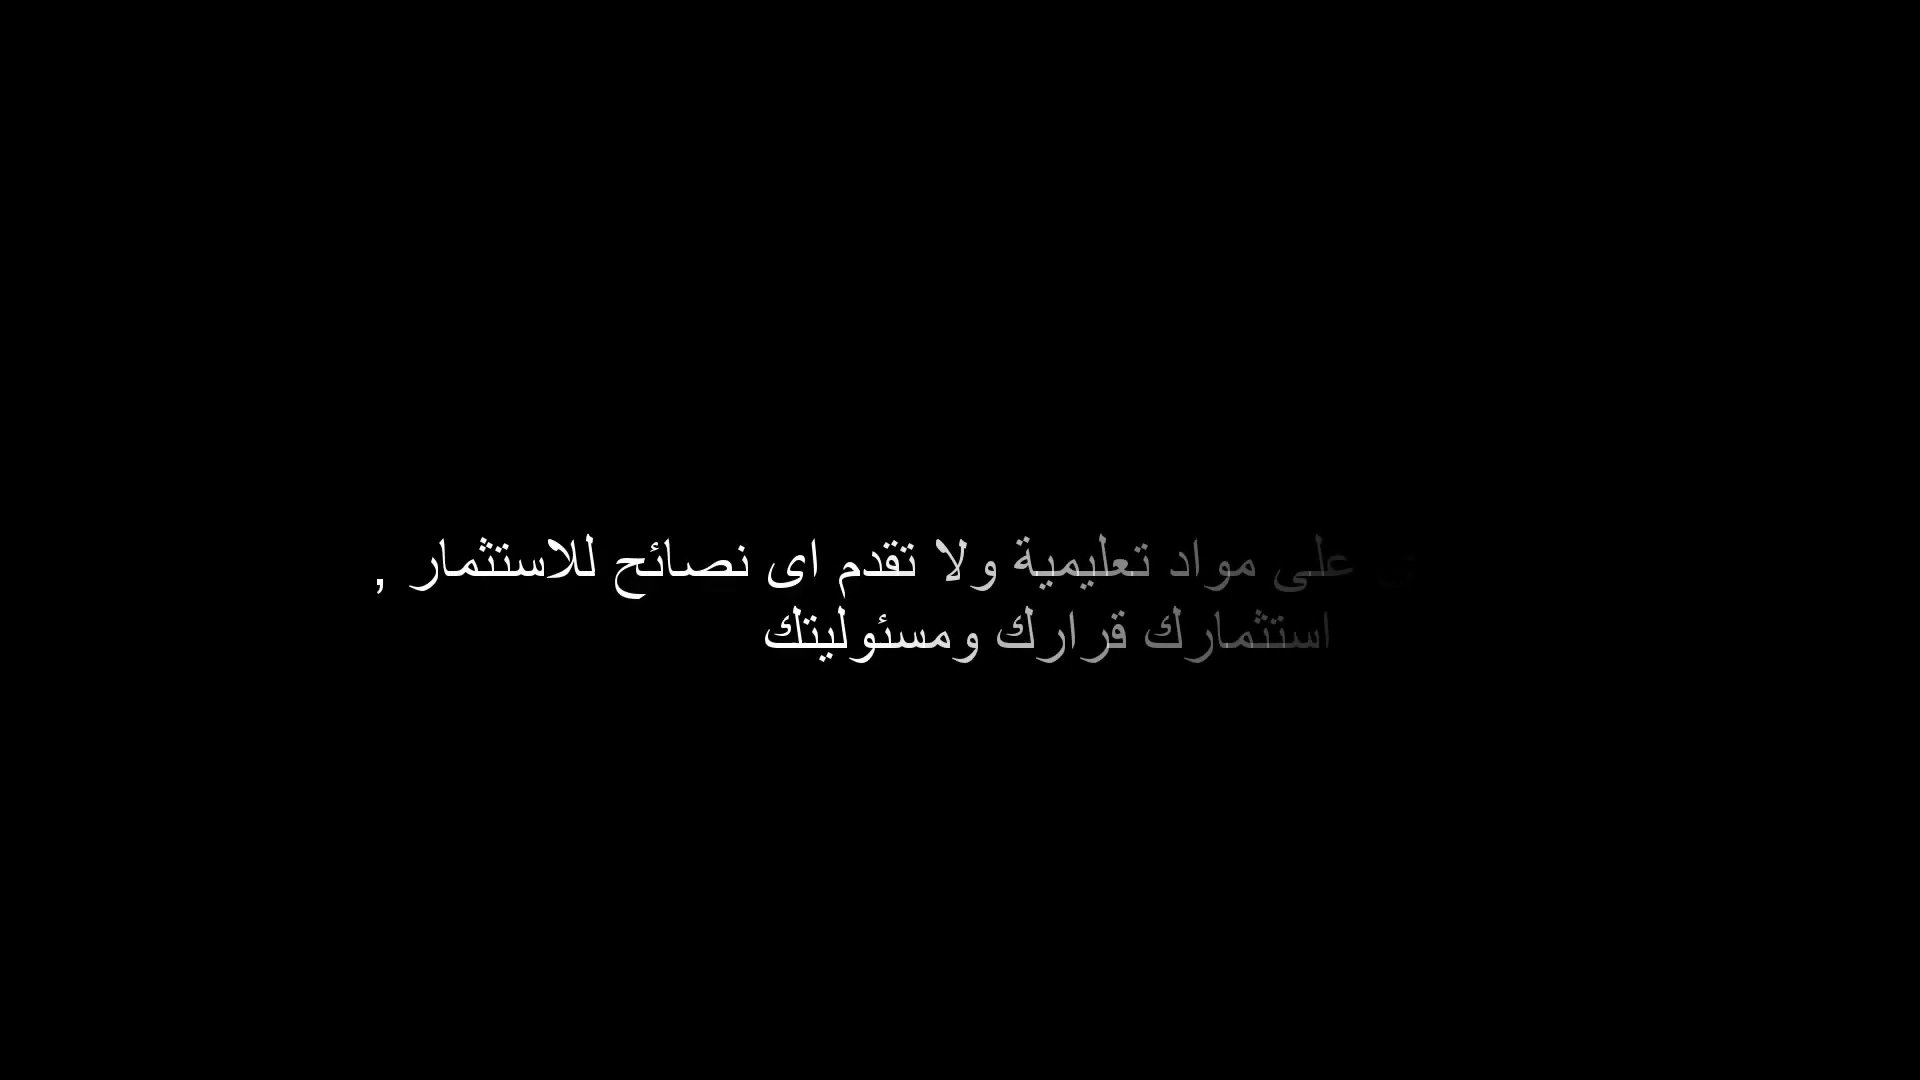 على مواد تعليمية ولا تقدم اى نصائح للاستثمار ,
استثمارك قرارك ومسئوليتك